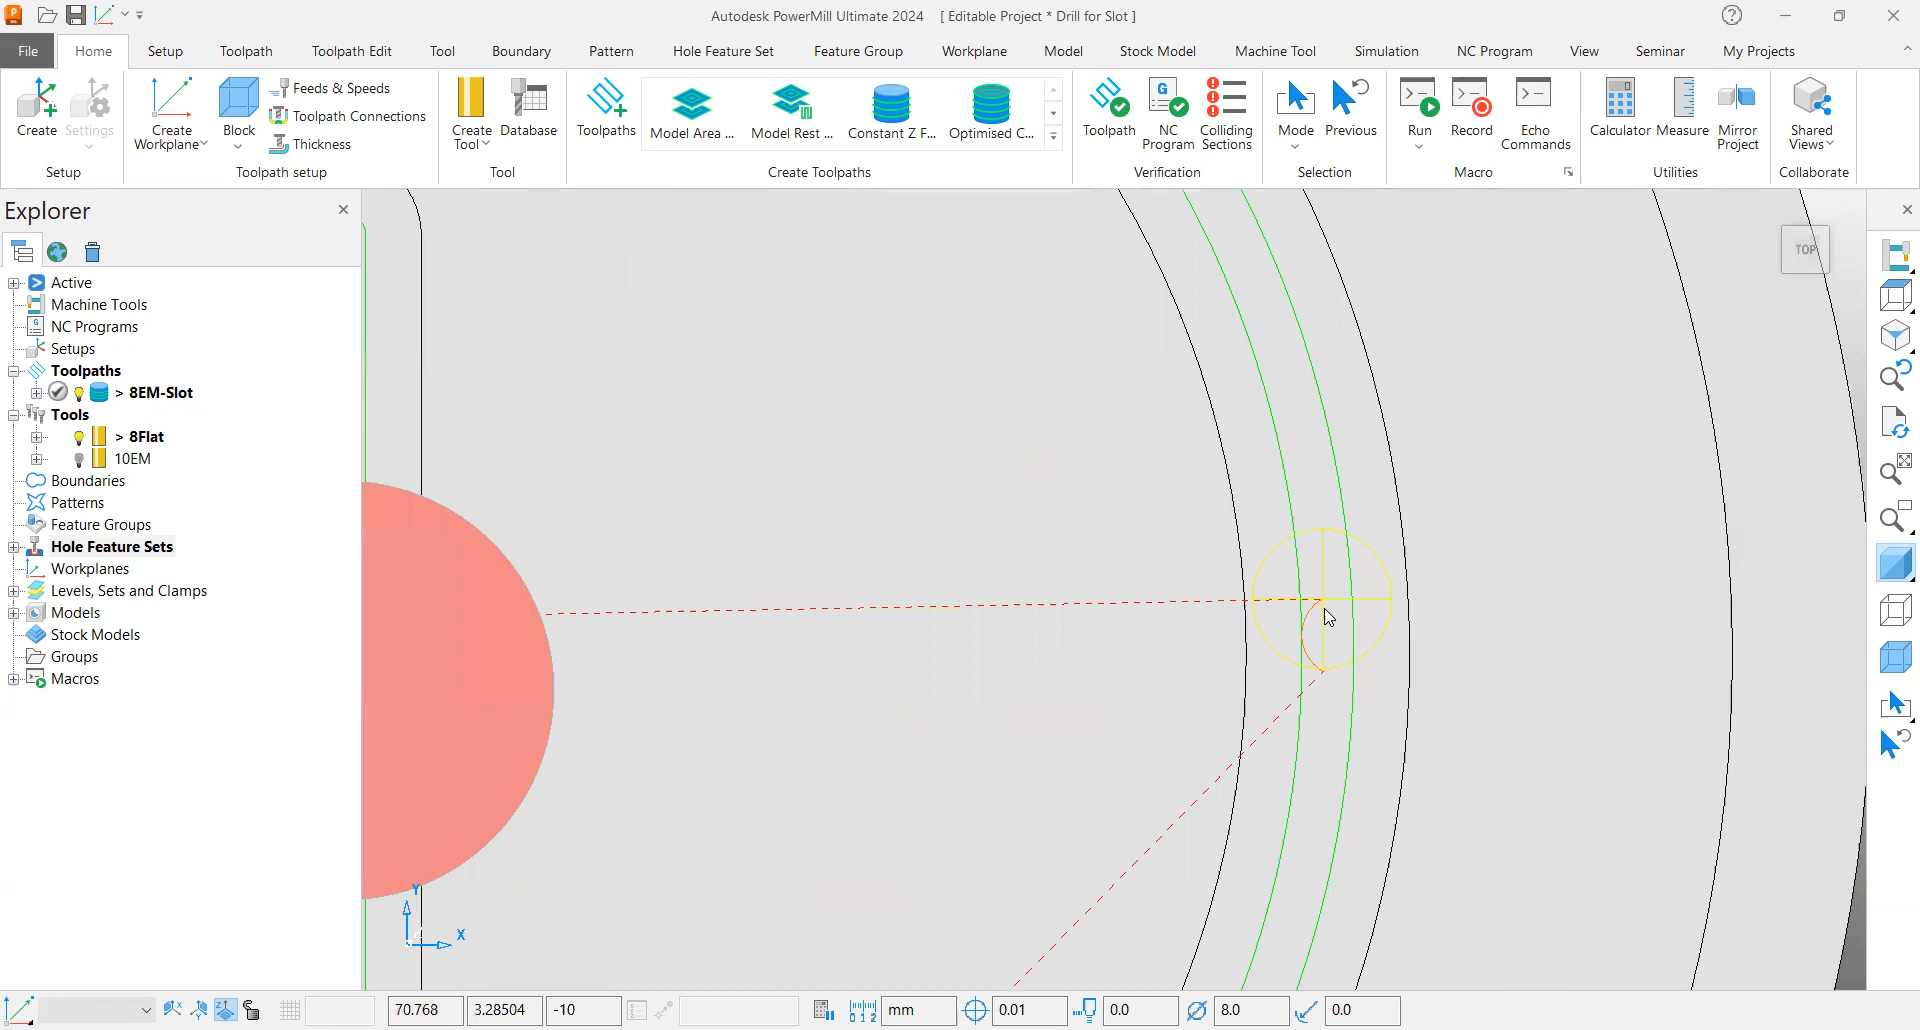 Autodesk PowerMill Ultimate 2024 [ Editable Project * Drill for Slot ]
File Home Setup Toolpath Toolpath Edit Tool Boundary Pattern Hole Feature Set Feature Group Workplane Model Stock Model Machine Tool Simulation NC Program View Seminar My Projects
Create
Settings
Setup
Create Workplane
Block
Feeds & Speeds
Toolpath Connections
Thickness
Toolpath setup
Create Tool
Database
Tool
Toolpaths
Model Area ...
Model Rest ...
Constant Z F...
Optimised C...
Create Toolpaths
Toolpath
NC Program
Colliding Sections
Verification
Mode
Previous
Selection
Run
Record
Echo Commands
Macro
Calculator
Measure
Mirror Project
Utilities
Shared Views
Collaborate
Explorer
Active
Machine Tools
NC Programs
Setups
Toolpaths
> 8EM-Slot
Tools
> 8Flat
10EM
Boundaries
Patterns
Feature Groups
Hole Feature Sets
Workplanes
Levels, Sets and Clamps
Models
Stock Models
Groups
Macros
TOP
Y
X
Z
70.768 3.28504 -10 mm 0.01 0.0 8.0 0.0